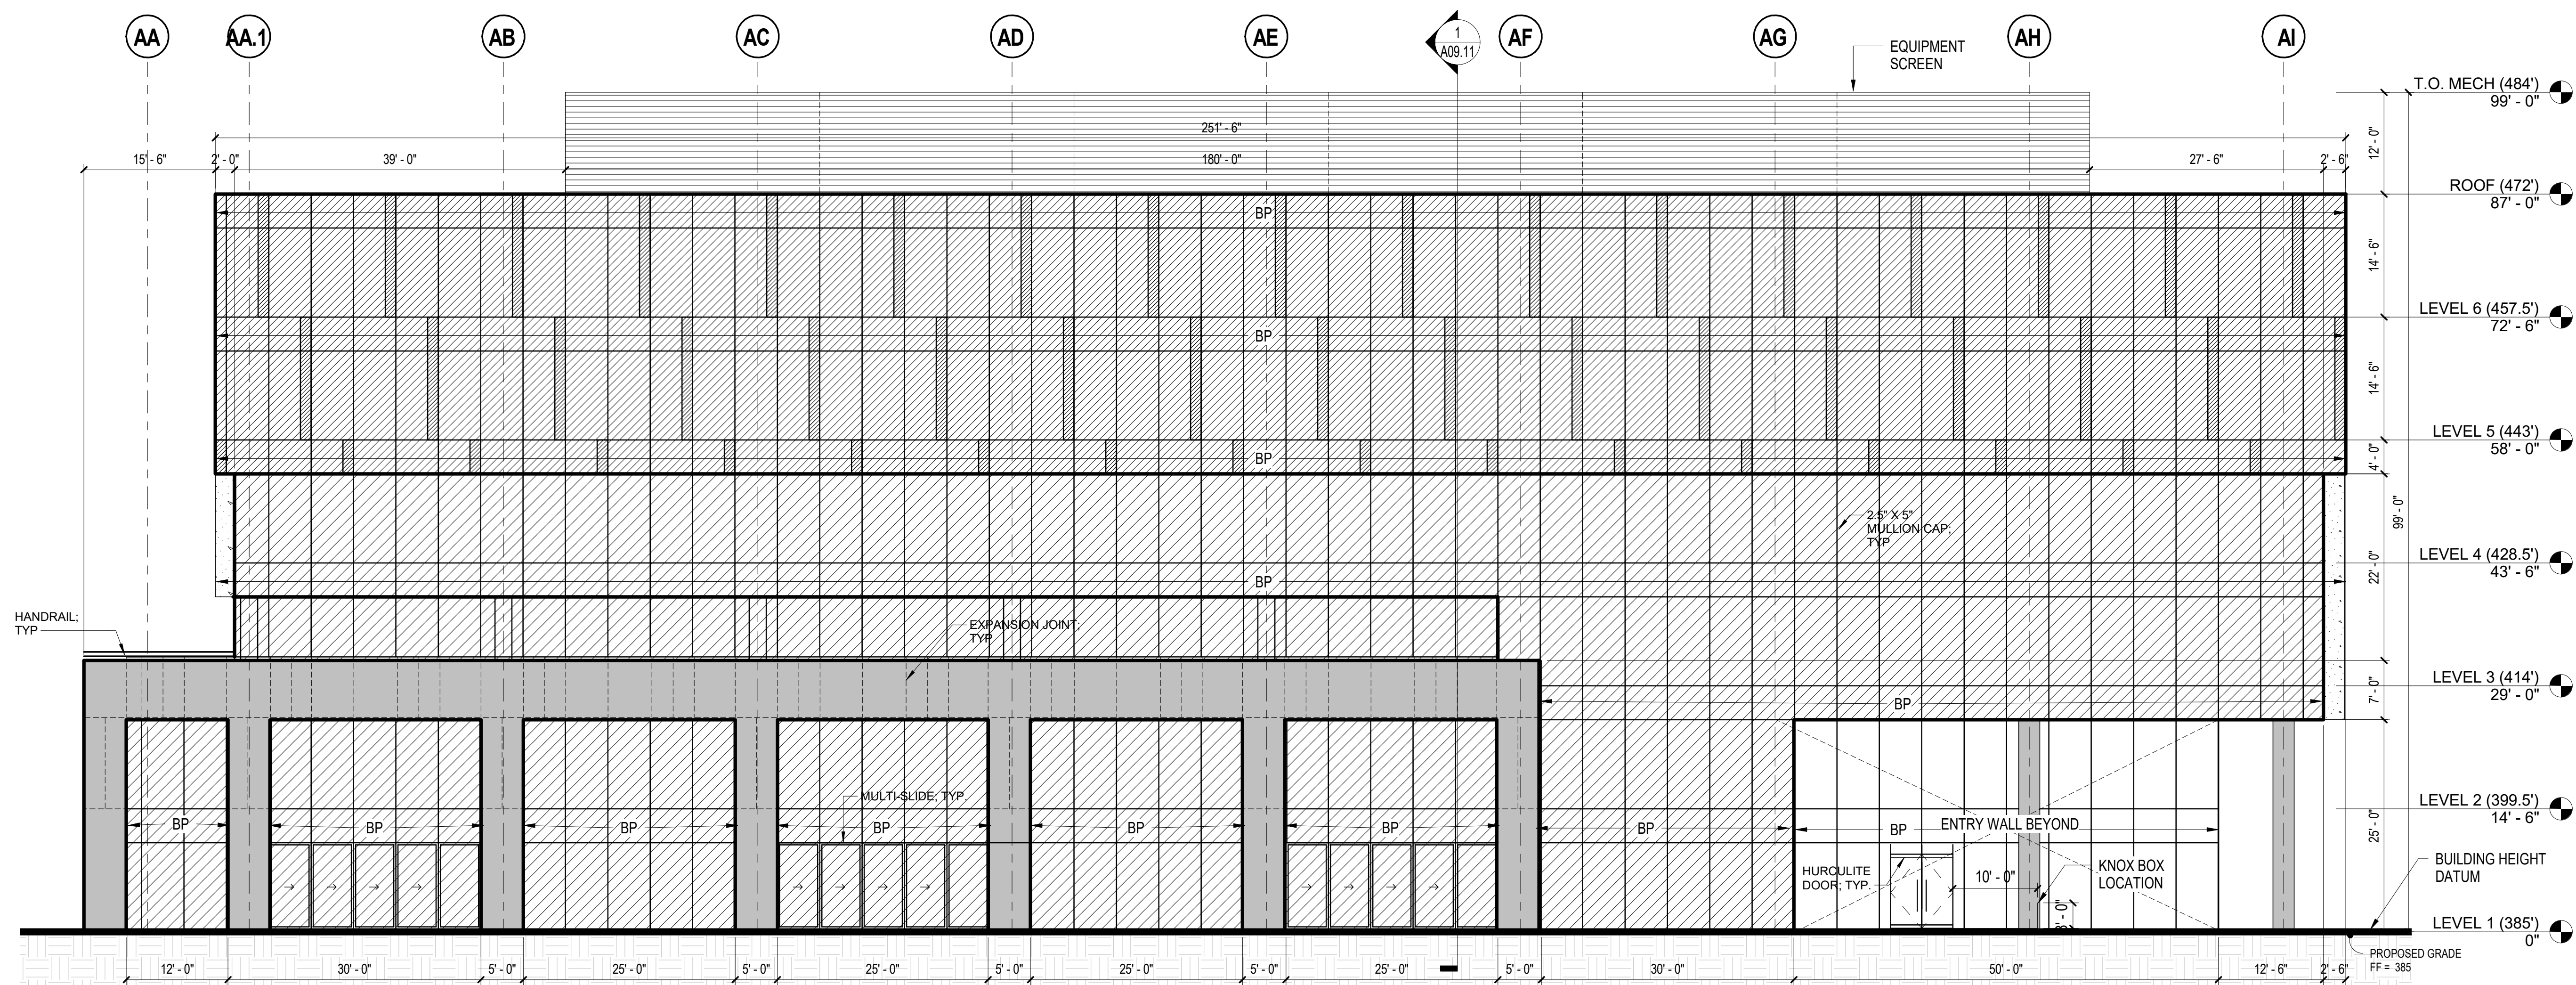 AA
AA.1
AB
AC
AD
AE
1
A09.11
AF
AG
AH
AI
EQUIPMENT
SCREEN
T.O. MECH (484')
99' - 0"
251' - 6"
15' - 6"
2' - 0"
39' - 0"
180' - 0"
27' - 6"
2' - 6"
12' - 0"
ROOF (472')
87' - 0"
BP
14' - 6"
LEVEL 6 (457.5')
72' - 6"
BP
14' - 6"
LEVEL 5 (443')
58' - 0"
BP
4' - 0"
99' - 0"
2.5" X 5"
MULLION CAP;
TYP
LEVEL 4 (428.5')
43' - 6"
22' - 0"
BP
HANDRAIL;
TYP
EXPANSION JOINT;
TYP
LEVEL 3 (414')
29' - 0"
7' - 0"
BP
MULTI-SLIDE; TYP.
LEVEL 2 (399.5')
14' - 6"
BP
BP
BP
BP
BP
BP
BP
BP
ENTRY WALL BEYOND
25' - 0"
HURCULITE
DOOR; TYP.
10' - 0"
KNOX BOX
LOCATION
BUILDING HEIGHT
DATUM
LEVEL 1 (385')
0"
PROPOSED GRADE
FF = 385
12' - 0"
30' - 0"
5' - 0"
25' - 0"
5' - 0"
25' - 0"
5' - 0"
25' - 0"
5' - 0"
25' - 0"
5' - 0"
30' - 0"
50' - 0"
12' - 6"
2' - 6"